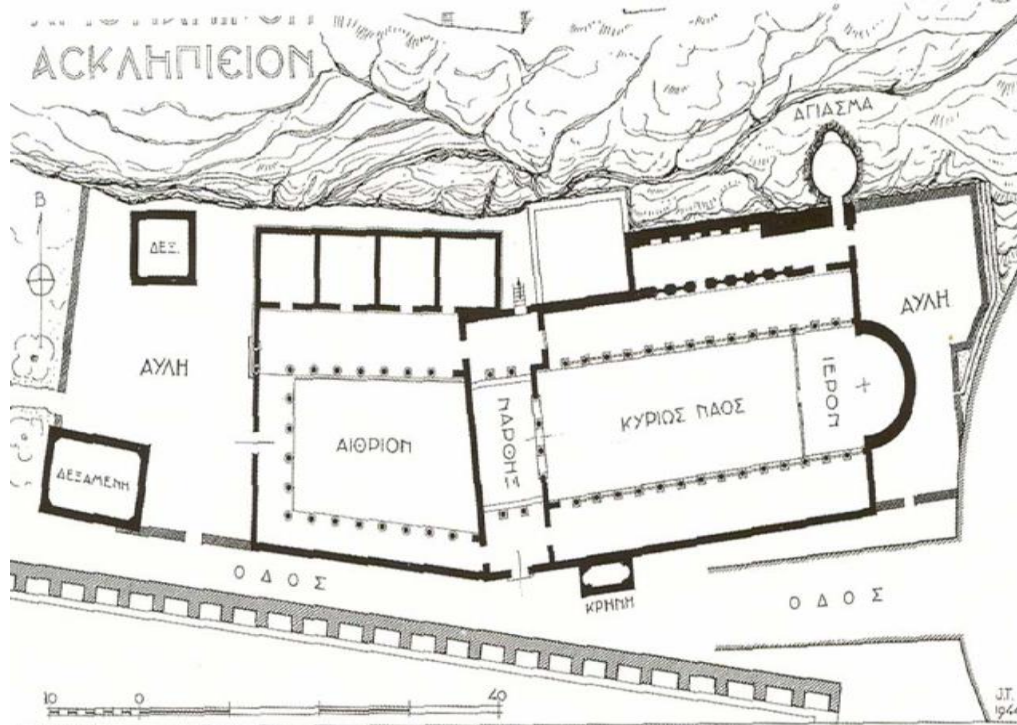 ΑϹΚΛΗΠΙΕΙΟΝ
ΑΓΙΑΣΜΑ
Β
ΔΕΞ.
ΑΥΛΗ
ΑΥΛΗ
ΙΕΡΟΝ
ΚΥΡΙΩΣ ΝΑΟΣ
ΝΑΡΘΗΞ
ΑΙΘΡΙΟΝ
ΔΕΞΑΜΕΝΗ
ΟΔΟΣ
ΚΡΗΝΗ
ΟΔΟΣ
10 0 40
J.T.